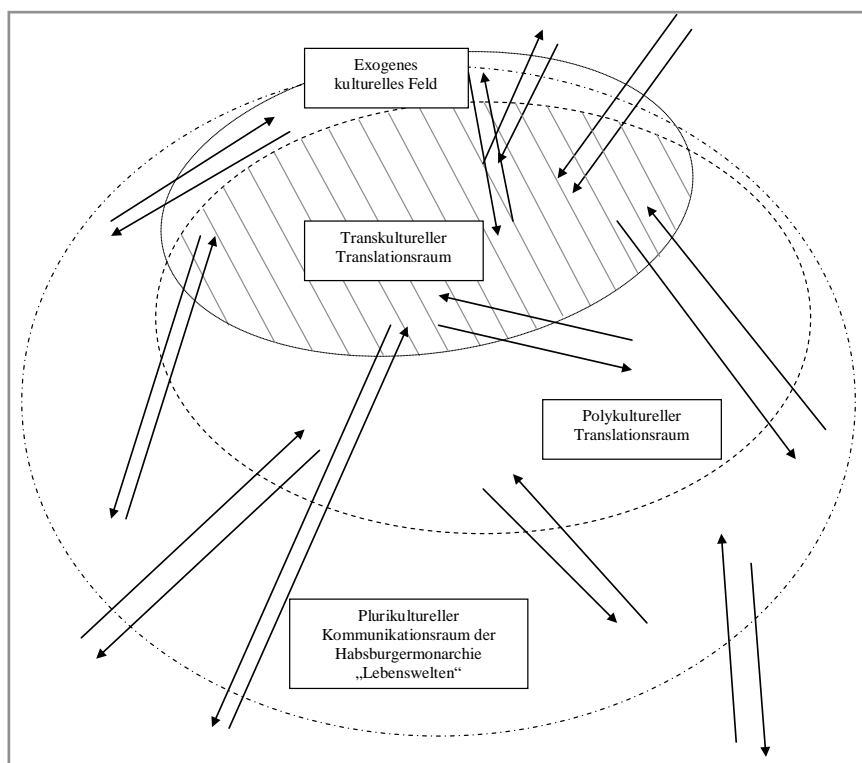 Exogenes
kulturelles Feld
Transkultureller
Translationsraum
Polykultureller
Translationsraum
Plurikultureller
Kommunikationsraum der
Habsburgermonarchie
„Lebenswelten“